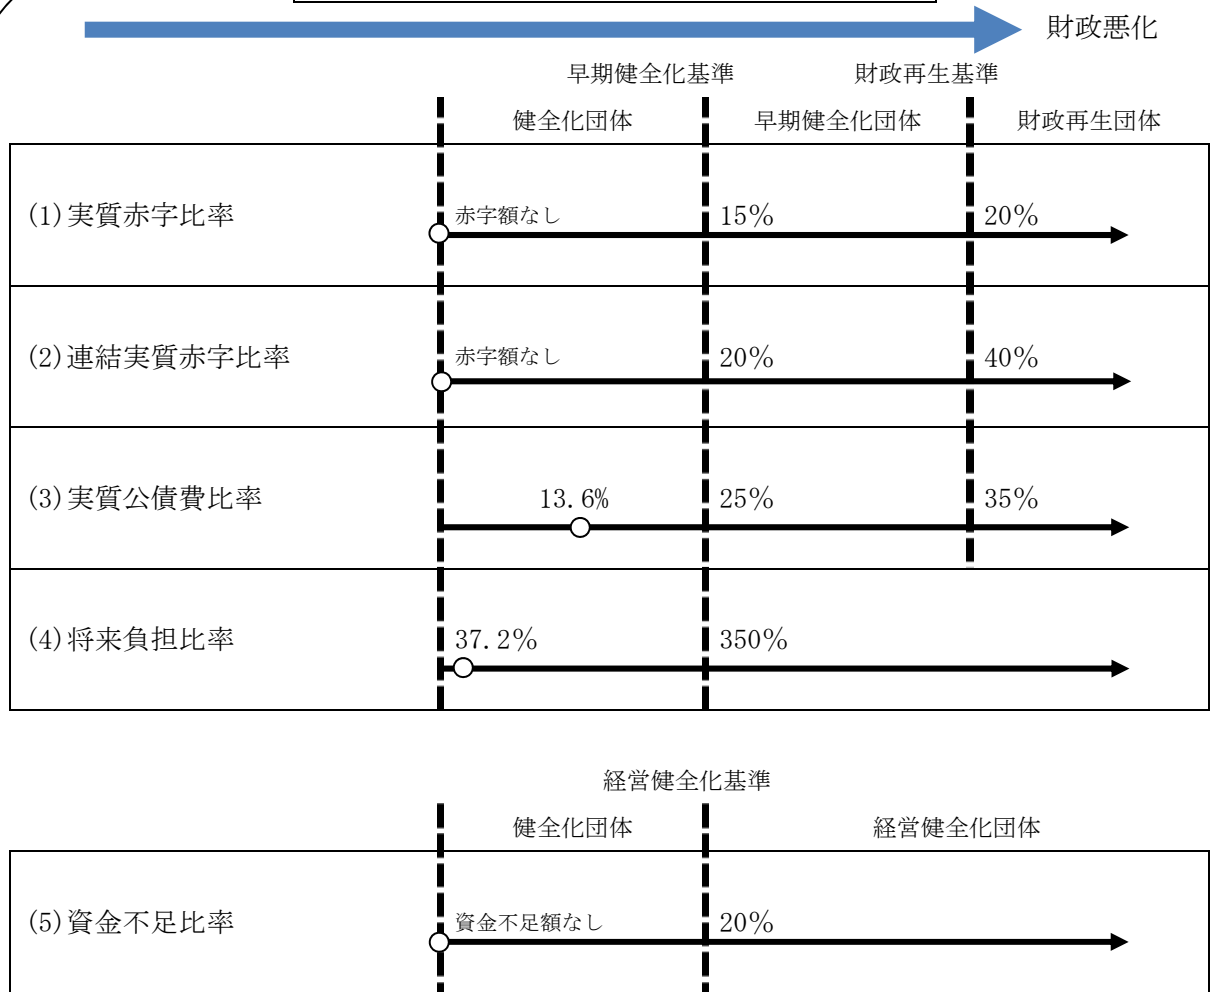 財政悪化
早期健全化基準 財政再生基準
健全化団体 早期健全化団体 財政再生団体
(1)実質赤字比率 赤字額なし 15% 20%
(2)連結実質赤字比率 赤字額なし 20% 40%
(3)実質公債費比率 13.6% 25% 35%
(4)将来負担比率 37.2% 350%
経営健全化基準
健全化団体 経営健全化団体
(5)資金不足比率 資金不足額なし 20%